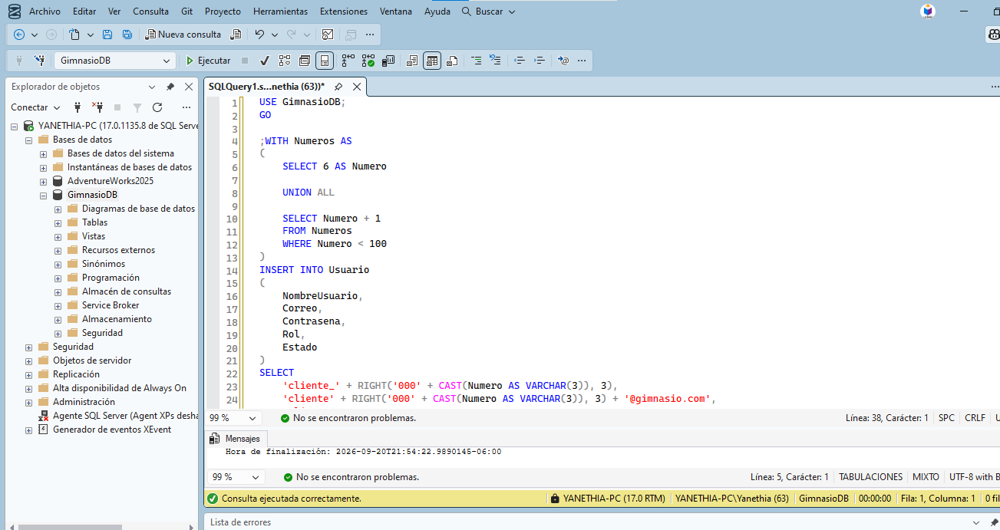 Archivo Editar Ver Consulta Git Proyecto Herramientas Extensiones Ventana Ayuda Buscar
Nueva consulta
GimnasioDB Ejecutar
Explorador de objetos
Conectar
YANETHIA-PC (17.0.1135.8 de SQL Serve
Bases de datos
Bases de datos del sistema
Instantáneas de bases de datos
AdventureWorks2025
GimnasioDB
Diagramas de base de datos
Tablas
Vistas
Recursos externos
Sinónimos
Programación
Almacén de consultas
Service Broker
Almacenamiento
Seguridad
Seguridad
Objetos de servidor
Replicación
Alta disponibilidad de Always On
Administración
Agente SQL Server (Agent XPs desha
Generador de eventos XEvent
SQLQuery1.s...nethia (63))*
1 USE GimnasioDB;
2 GO
3
4 ;WITH Numeros AS
5 (
6 SELECT 6 AS Numero
7
8 UNION ALL
9
10 SELECT Numero + 1
11 FROM Numeros
12 WHERE Numero < 100
13 )
14 INSERT INTO Usuario
15 (
16 NombreUsuario,
17 Correo,
18 Contrasena,
19 Rol,
20 Estado
21 )
22 SELECT
23 'cliente_' + RIGHT('000' + CAST(Numero AS VARCHAR(3)), 3),
24 'cliente' + RIGHT('000' + CAST(Numero AS VARCHAR(3)), 3) + '@gimnasio.com',
99 % No se encontraron problemas. Línea: 38, Carácter: 1 SPC CRLF
Mensajes
Hora de finalización: 2026-09-20T21:54:22.9890145-06:00
99 % No se encontraron problemas. Línea: 5, Carácter: 1 TABULACIONES MIXTO UTF-8 with B
Consulta ejecutada correctamente. YANETHIA-PC (17.0 RTM) YANETHIA-PC\Yanethia (63) GimnasioDB 00:00:00 Fila: 1, Columna: 1 0 fil
Lista de errores